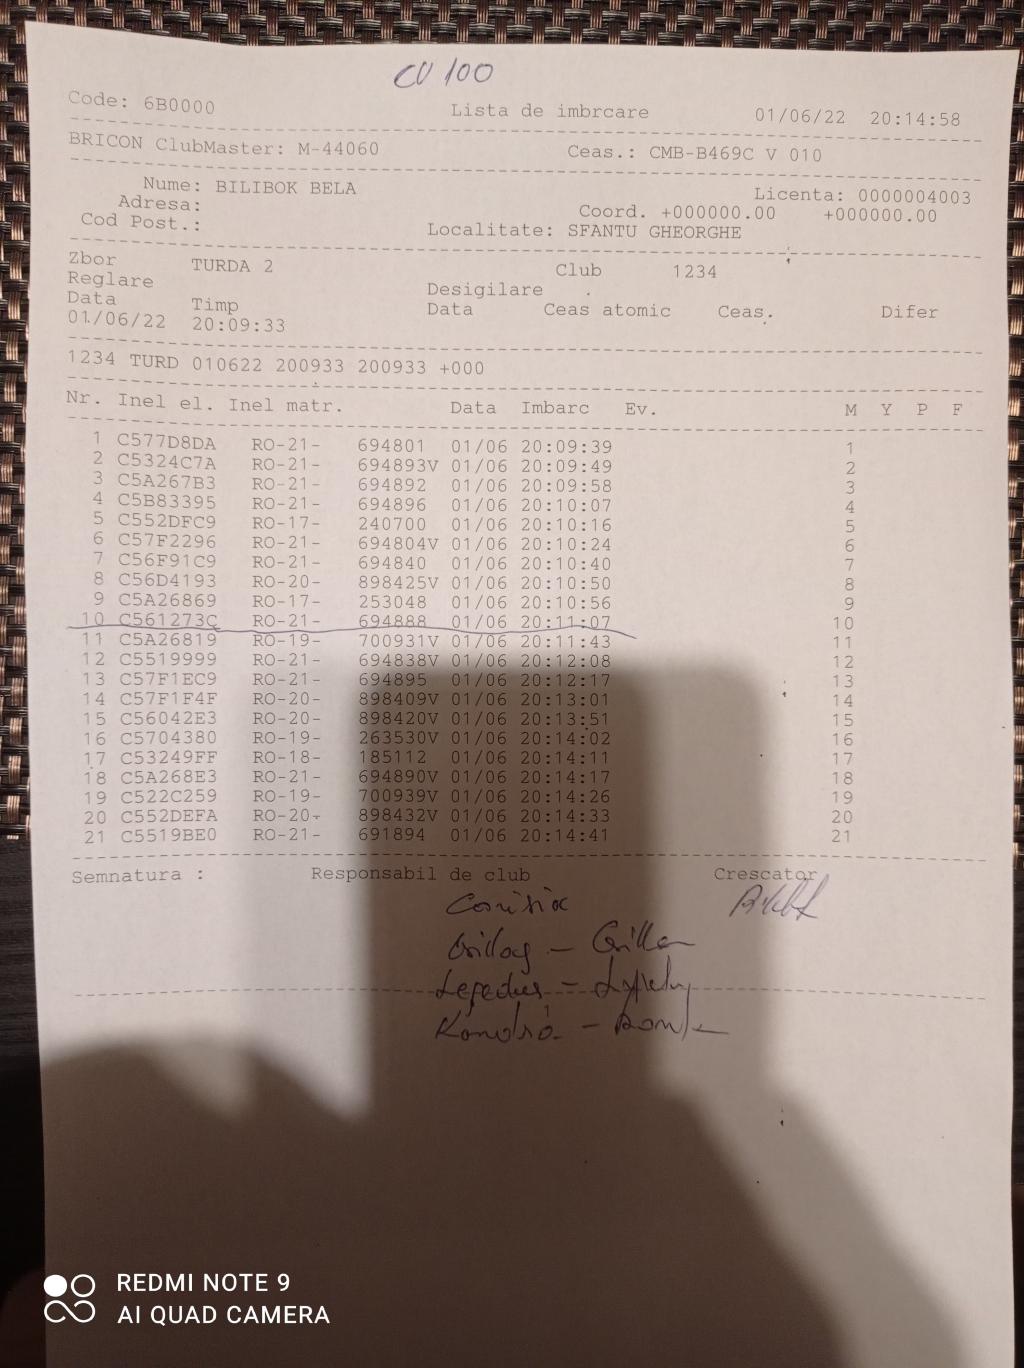 CU 100
Code: 6B0000 Lista de imbrcare 01/06/22 20:14:58
BRICON ClubMaster: M-44060 Ceas.: CMB-B469C V 010
Nume: BILIBOK BELA Licenta: 0000004003
Adresa: Coord. +000000.00 +000000.00
Cod Post.: Localitate: SFANTU GHEORGHE
Zbor TURDA 2 Club 1234
Reglare Desigilare
Data Timp Data Ceas atomic Ceas. Difer
01/06/22 20:09:33
1234 TURD 010622 200933 200933 +000
Nr. Inel el. Inel matr. Data Imbarc Ev. M Y P F
1 C577D8DA RO-21- 694801 01/06 20:09:39 1
2 C5324C7A RO-21- 694893V 01/06 20:09:49 2
3 C5A267B3 RO-21- 694892 01/06 20:09:58 3
4 C5B83395 RO-21- 694896 01/06 20:10:07 4
5 C552DFC9 RO-17- 240700 01/06 20:10:16 5
6 C57F2296 RO-21- 694804V 01/06 20:10:24 6
7 C56F91C9 RO-21- 694840 01/06 20:10:40 7
8 C56D4193 RO-20- 898425V 01/06 20:10:50 8
9 C5A26869 RO-17- 253048 01/06 20:10:56 9
10 C561273C RO-21- 694888 01/06 20:11:07 10
11 C5A26819 RO-19- 700931V 01/06 20:11:43 11
12 C5519999 RO-21- 694838V 01/06 20:12:08 12
13 C57F1EC9 RO-21- 694895 01/06 20:12:17 13
14 C57F1F4F RO-20- 898409V 01/06 20:13:01 14
15 C56042E3 RO-20- 898420V 01/06 20:13:51 15
16 C5704380 RO-19- 263530V 01/06 20:14:02 16
17 C53249FF RO-18- 185112 01/06 20:14:11 17
18 C5A268E3 RO-21- 694890V 01/06 20:14:17 18
19 C522C259 RO-19- 700939V 01/06 20:14:26 19
20 C552DEFA RO-20- 898432V 01/06 20:14:33 20
21 C5519BE0 RO-21- 691894 01/06 20:14:41 21
Semnatura : Responsabil de club Crescator
REDMI NOTE 9
AI QUAD CAMERA